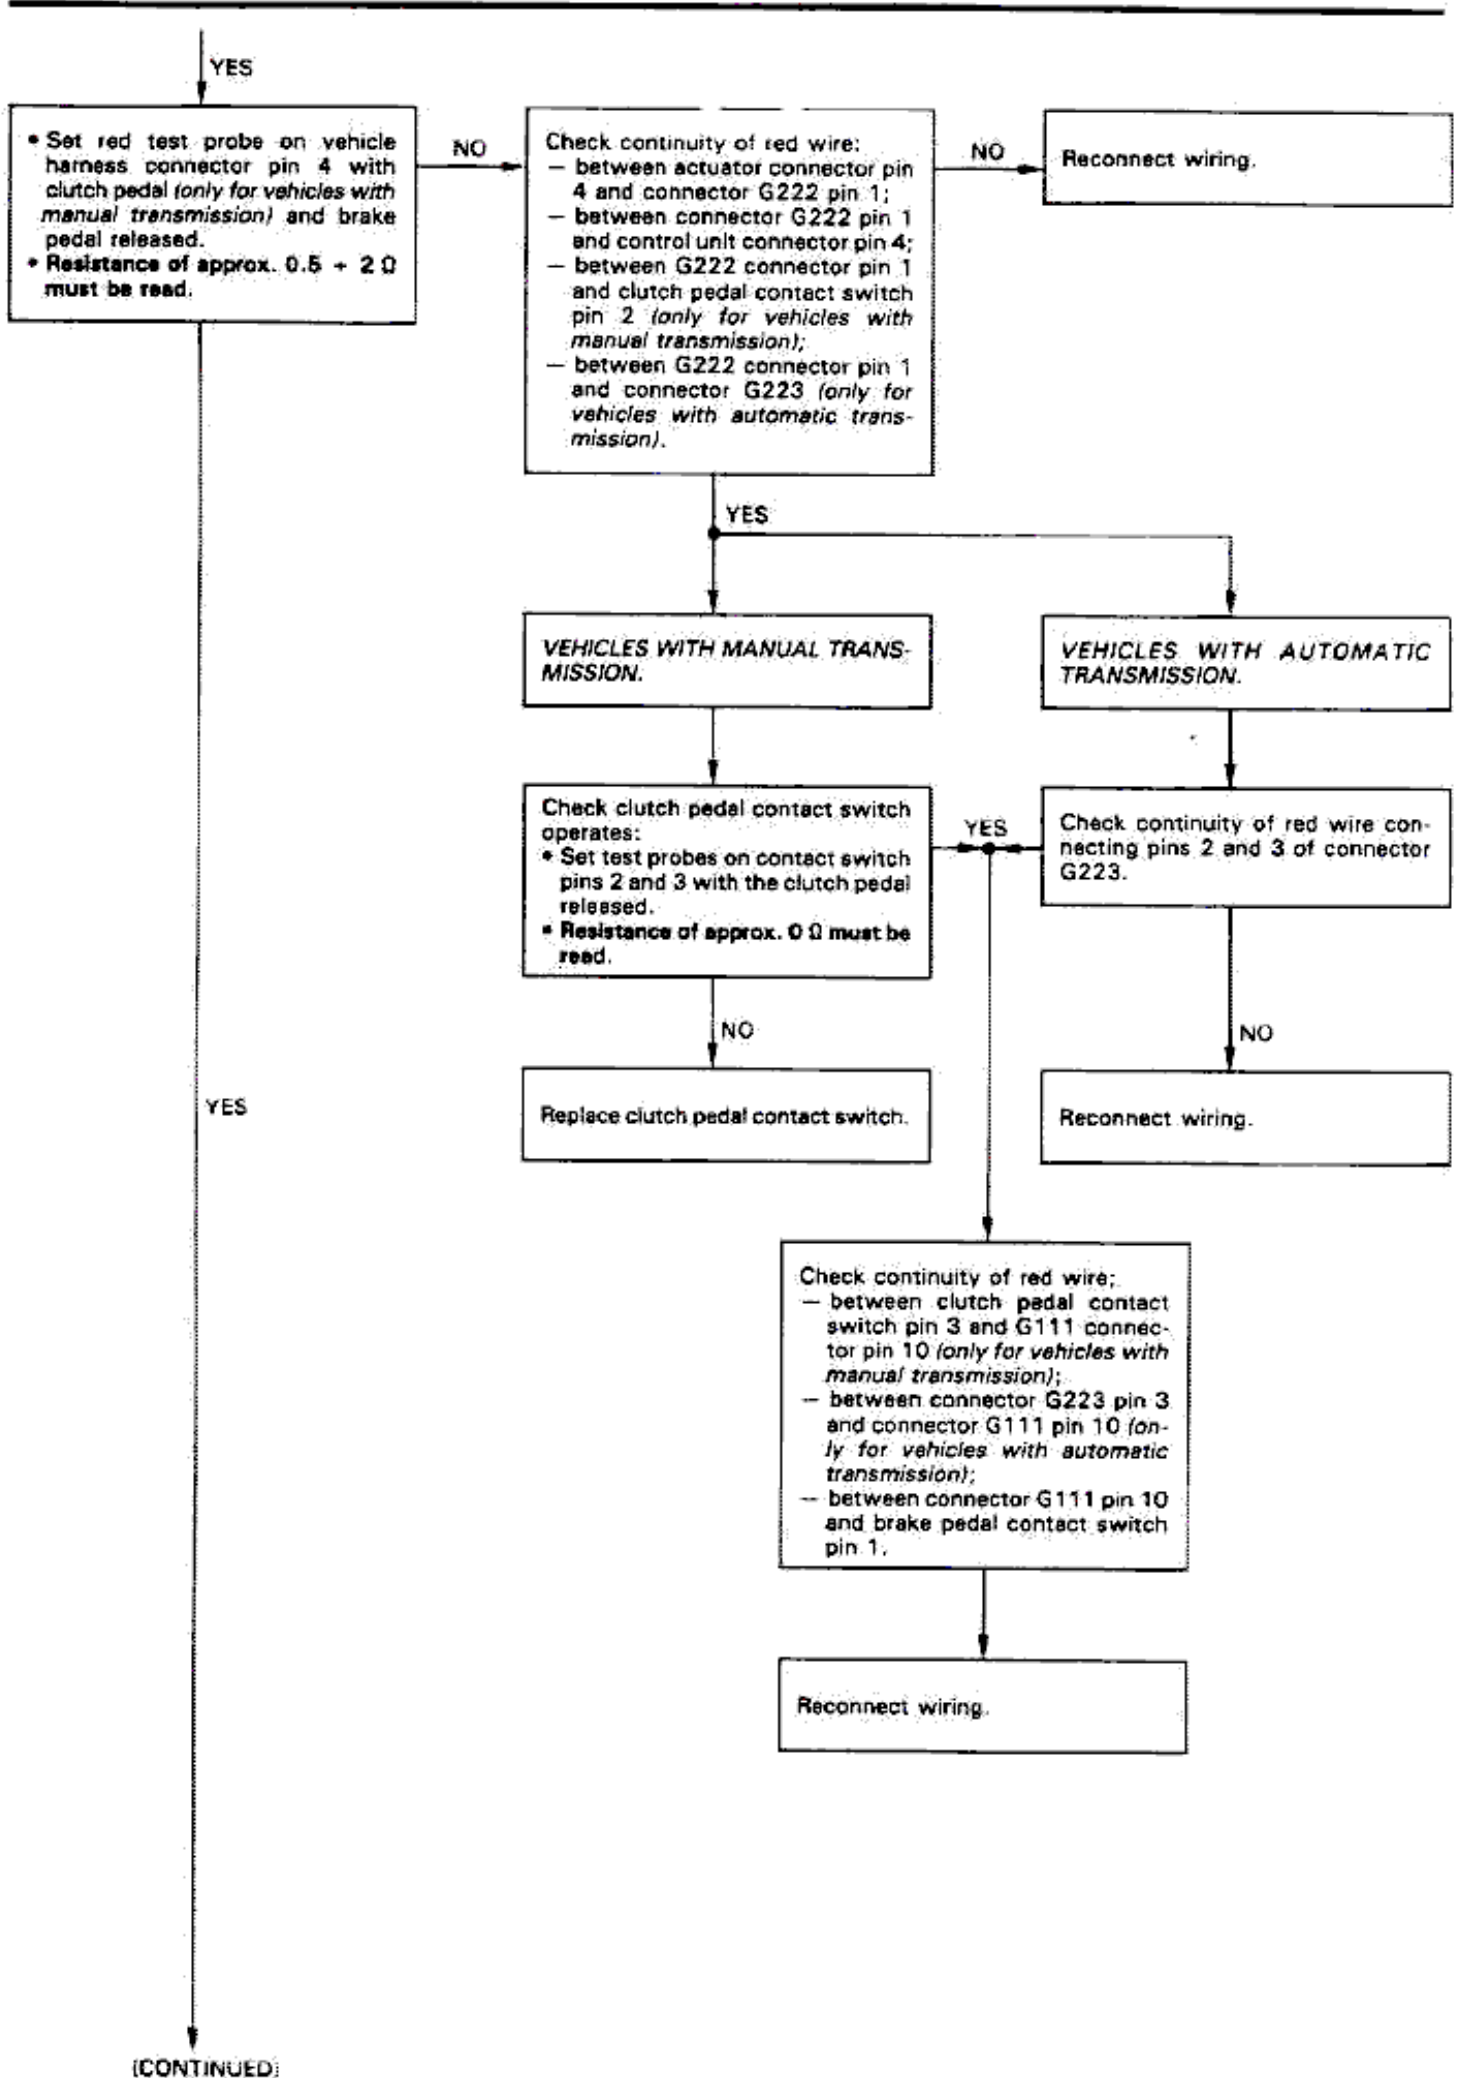 YES
• Set red test probe on vehicle
harness connector pin 4 with
clutch pedal (only for vehicles with
manual transmission) and brake
pedal released.
• Resistance of approx. 0.5 ÷ 2 Ω
must be read.
NO
Check continuity of red wire:
— between actuator connector pin
4 and connector G222 pin 1;
— between connector G222 pin 1
and control unit connector pin 4;
— between G222 connector pin 1
and clutch pedal contact switch
pin 2 (only for vehicles with
manual transmission);
— between G222 connector pin 1
and connector G223 (only for
vehicles with automatic trans-
mission).
NO
Reconnect wiring.
YES
VEHICLES WITH MANUAL TRANS-
MISSION.
VEHICLES WITH AUTOMATIC
TRANSMISSION.
Check clutch pedal contact switch
operates:
• Set test probes on contact switch
pins 2 and 3 with the clutch pedal
released.
• Resistance of approx. 0 Ω must be
read.
YES
Check continuity of red wire con-
necting pins 2 and 3 of connector
G223.
NO
Replace clutch pedal contact switch.
NO
Reconnect wiring.
YES
Check continuity of red wire;
— between clutch pedal contact
switch pin 3 and G111 connec-
tor pin 10 (only for vehicles with
manual transmission);
— between connector G223 pin 3
and connector G111 pin 10 (on-
ly for vehicles with automatic
transmission);
— between connector G111 pin 10
and brake pedal contact switch
pin 1.
Reconnect wiring.
(CONTINUED)